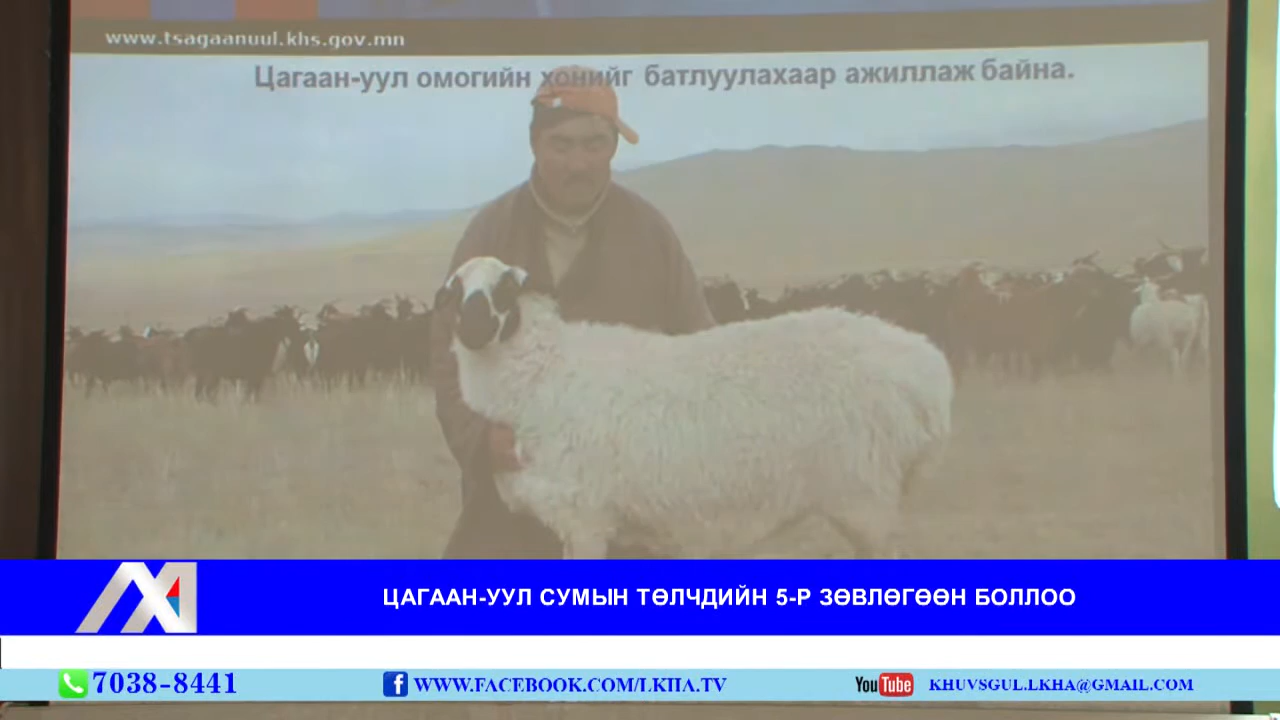 www.tsagaanuul.khs.gov.mn
Цагаан-уул омогийн хонийг батлуулахаар ажиллаж байна.
ЦАГААН-УУЛ СУМЫН ТӨЛЧДИЙН 5-Р ЗӨВЛӨГӨӨН БОЛЛОО
7038-8441
f WWW.FACEBOOK.COM/LKHA.TV
YouTube KHUVSGUL.LKHA@GMAIL.COM